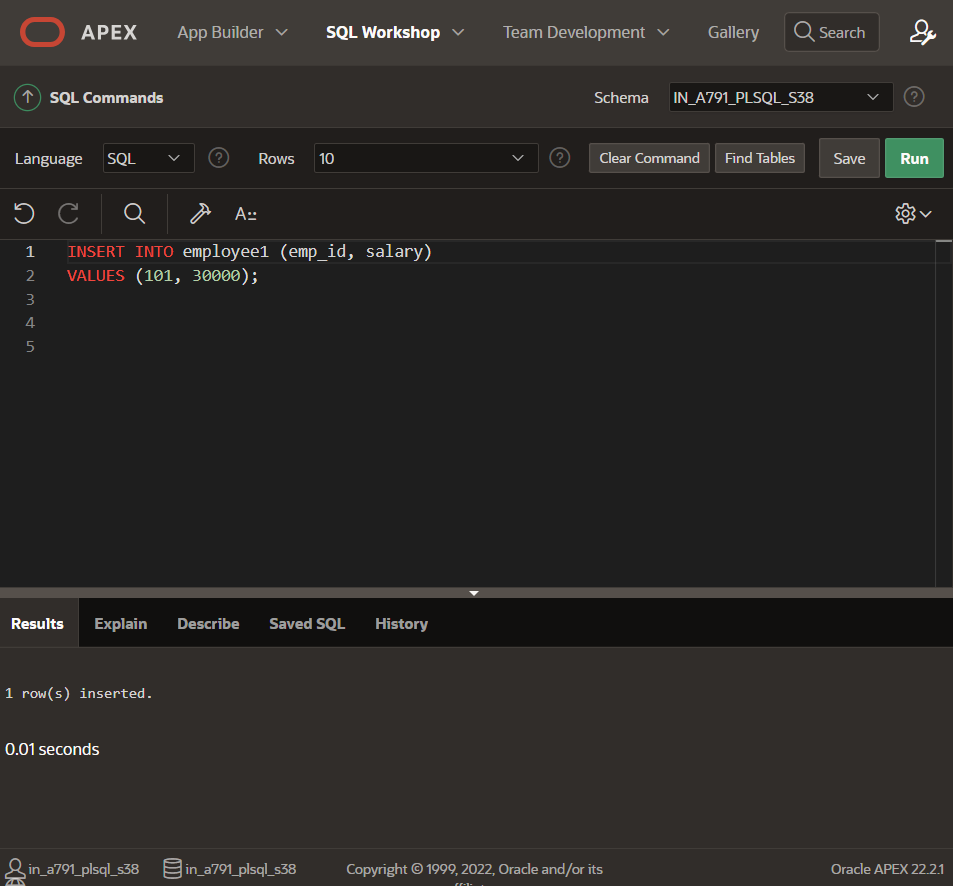 APEX App Builder SQL Workshop Team Development Gallery Search
SQL Commands Schema IN_A791_PLSQL_S38 ?
Language SQL ? Rows 10 ? Clear Command Find Tables Save Run
A::
1 INSERT INTO employee1 (emp_id, salary)
2 VALUES (101, 30000);
3
4
5
Results Explain Describe Saved SQL History
1 row(s) inserted.
0.01 seconds
in_a791_plsql_s38 in_a791_plsql_s38 Copyright © 1999, 2022, Oracle and/or its Oracle APEX 22.2.1